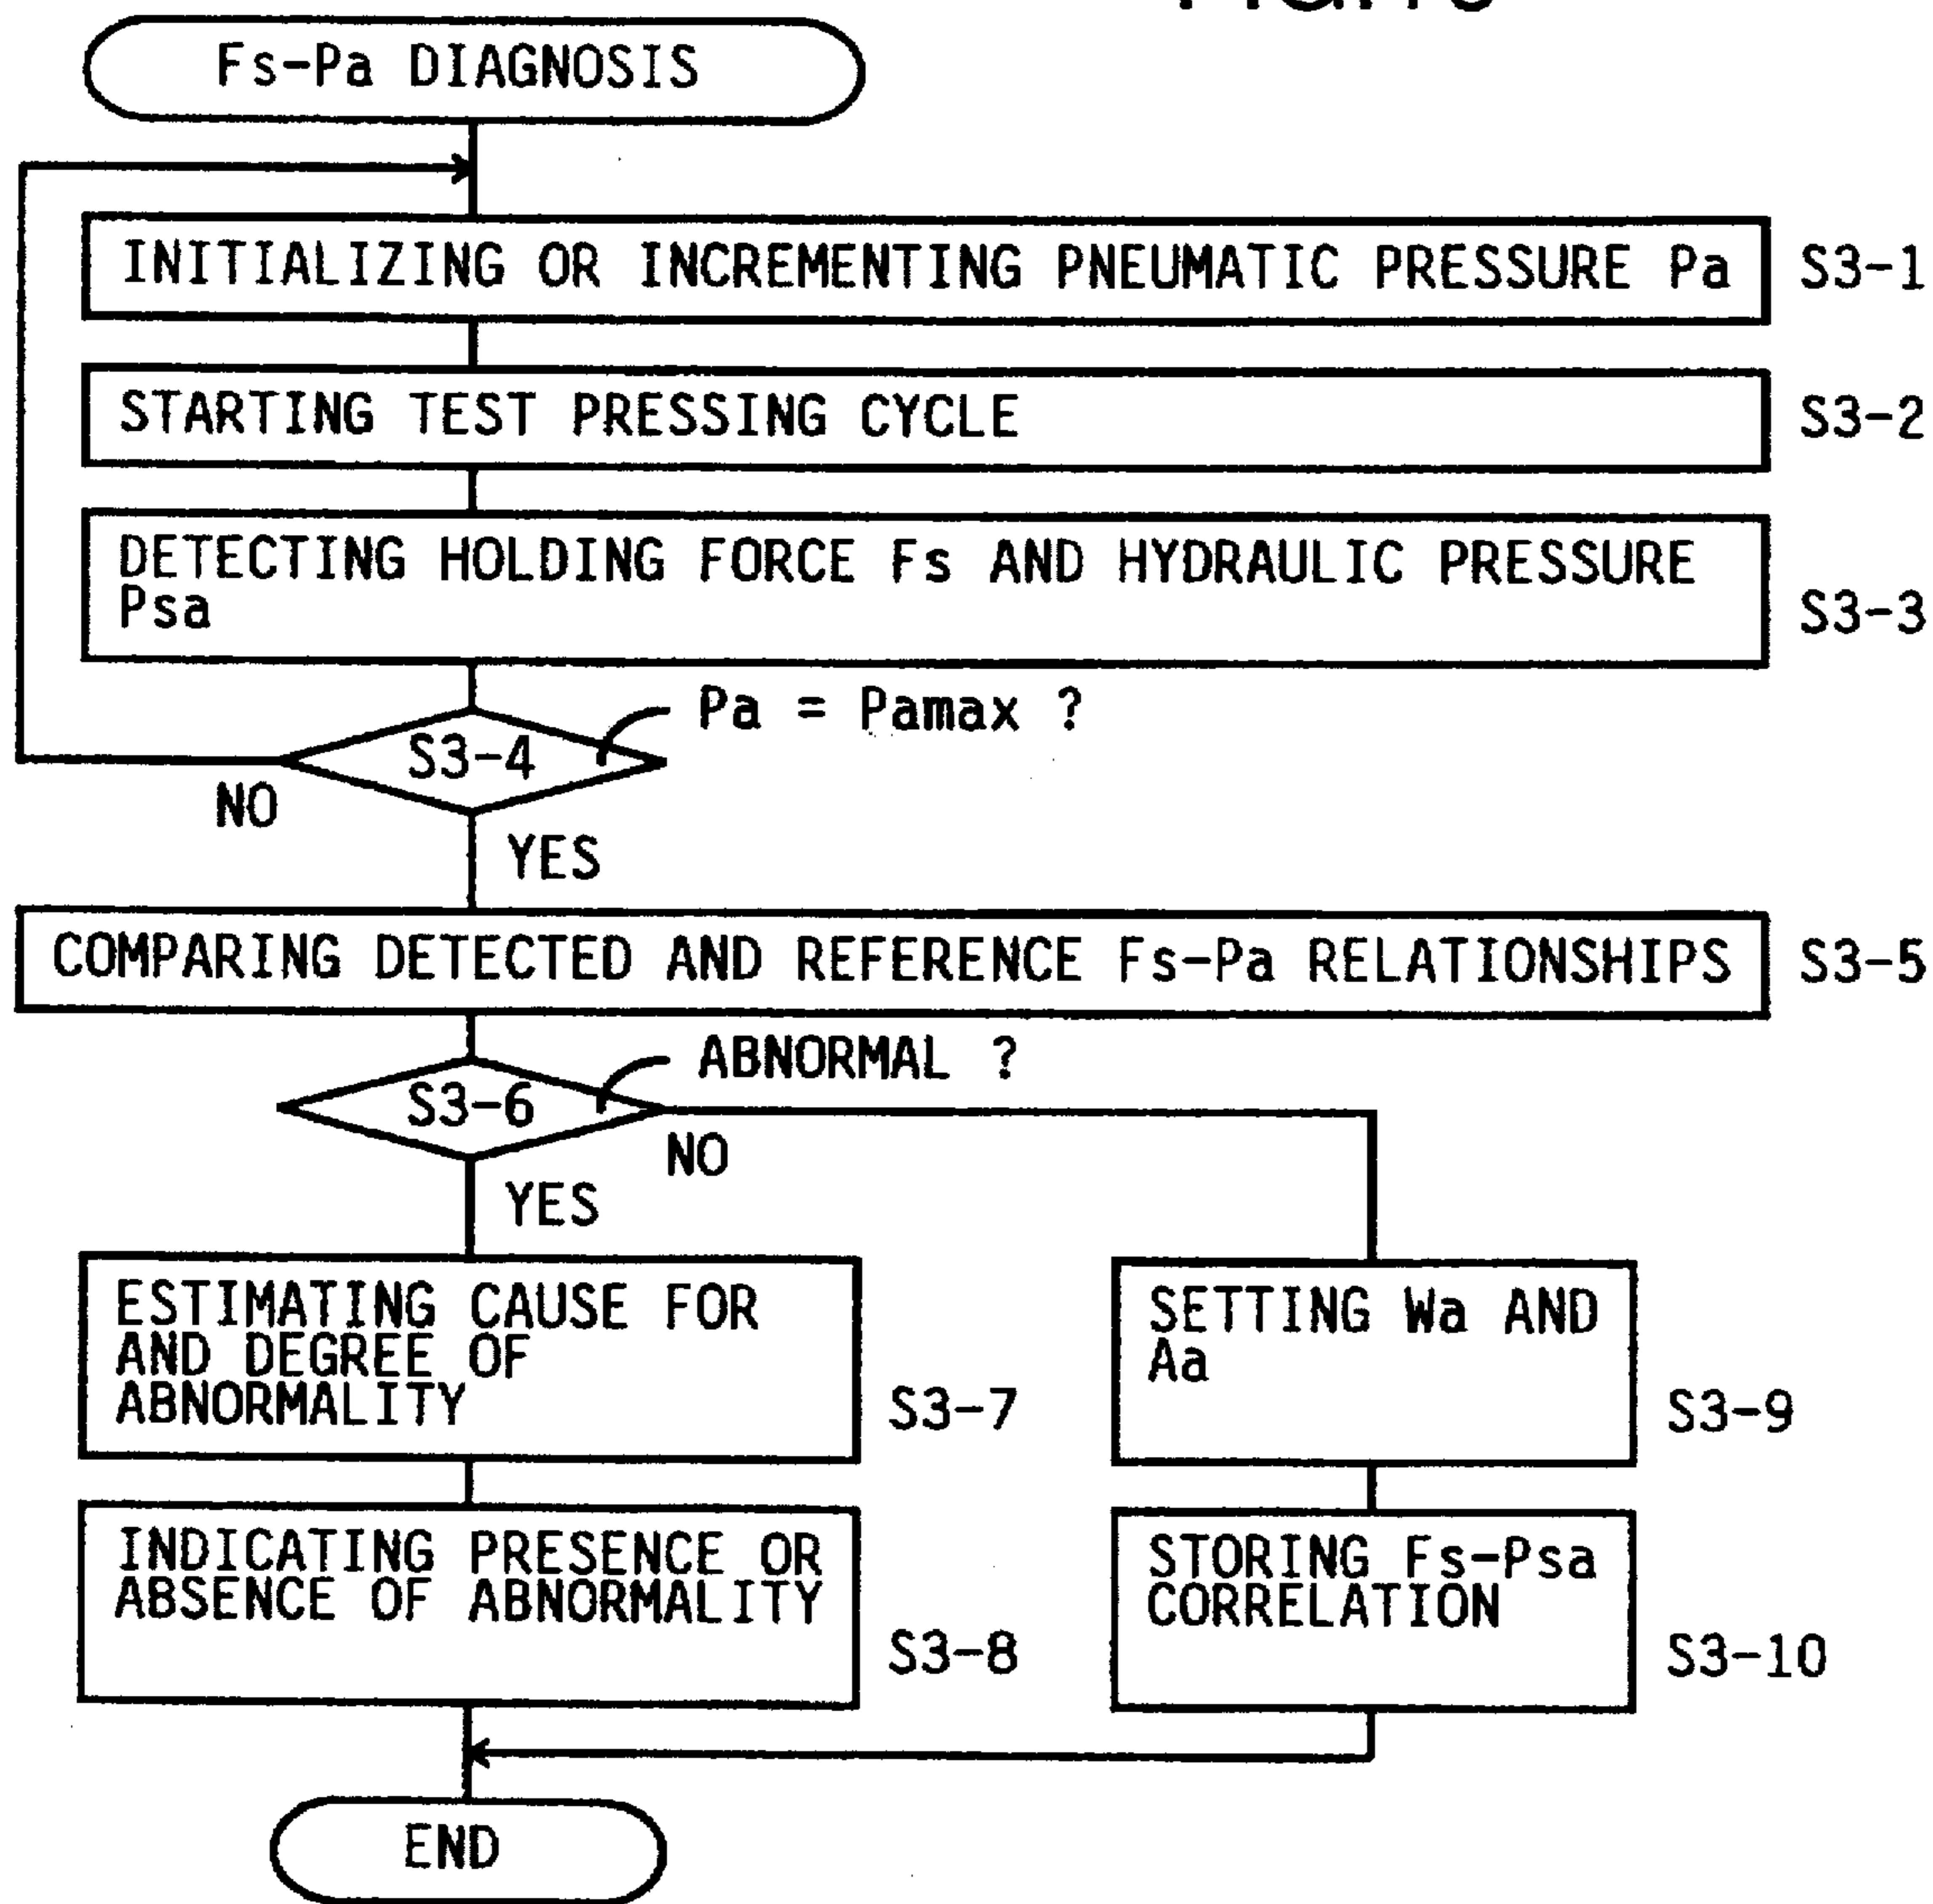 Fs-Pa DIAGNOSIS
INITIALIZING OR INCREMENTING PNEUMATIC PRESSURE Pa
S3-1
STARTING TEST PRESSING CYCLE
S3-2
DETECTING HOLDING FORCE Fs AND HYDRAULIC PRESSURE
Psa
S3-3
Pa = Pamax ?
S3-4
NO
YES
COMPARING DETECTED AND REFERENCE Fs-Pa RELATIONSHIPS
S3-5
ABNORMAL ?
S3-6
NO
YES
ESTIMATING CAUSE FOR
AND DEGREE OF
ABNORMALITY
S3-7
SETTING Wa AND
Aa
S3-9
INDICATING PRESENCE OR
ABSENCE OF ABNORMALITY
S3-8
STORING Fs-Psa
CORRELATION
S3-10
END